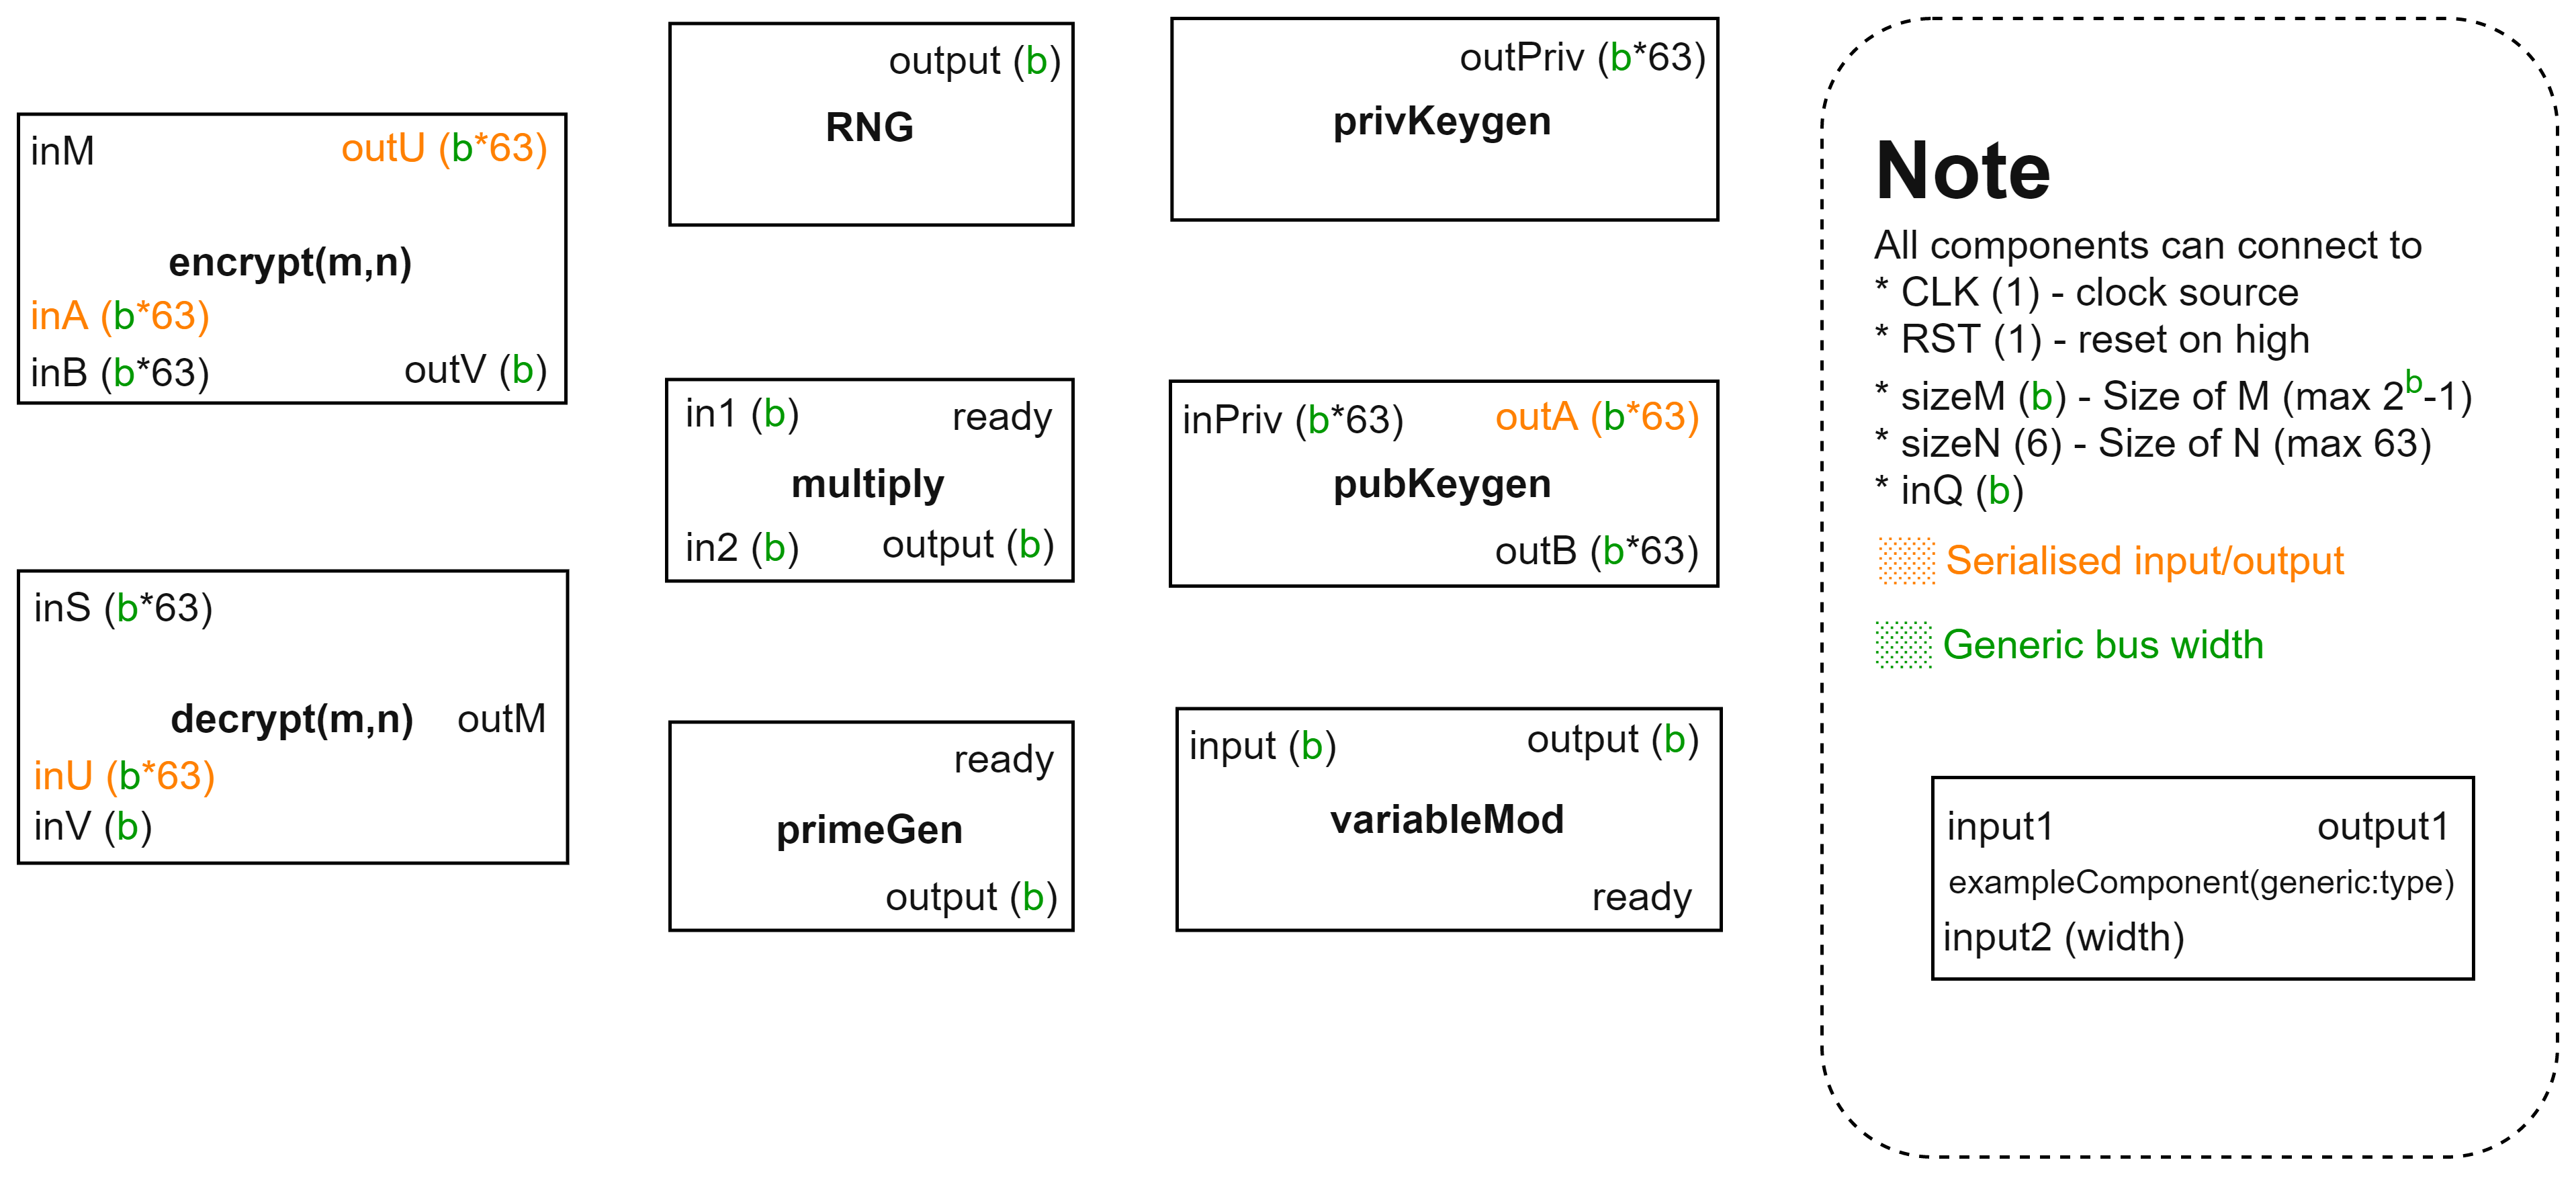 inM
outU (b*63)
encrypt(m,n)
inA (b*63)
inB (b*63)
outV (b)
inS (b*63)
decrypt(m,n)
outM
inU (b*63)
inV (b)
output (b)
RNG
in1 (b)
ready
multiply
in2 (b)
output (b)
ready
primeGen
output (b)
outPriv (b*63)
privKeygen
inPriv (b*63)
outA (b*63)
pubKeygen
outB (b*63)
input (b)
output (b)
variableMod
ready
Note
All components can connect to
* CLK (1) - clock source
* RST (1) - reset on high
* sizeM (b) - Size of M (max 2^b-1)
* sizeN (6) - Size of N (max 63)
* inQ (b)
Serialised input/output
Generic bus width
input1
output1
exampleComponent(generic:type)
input2 (width)